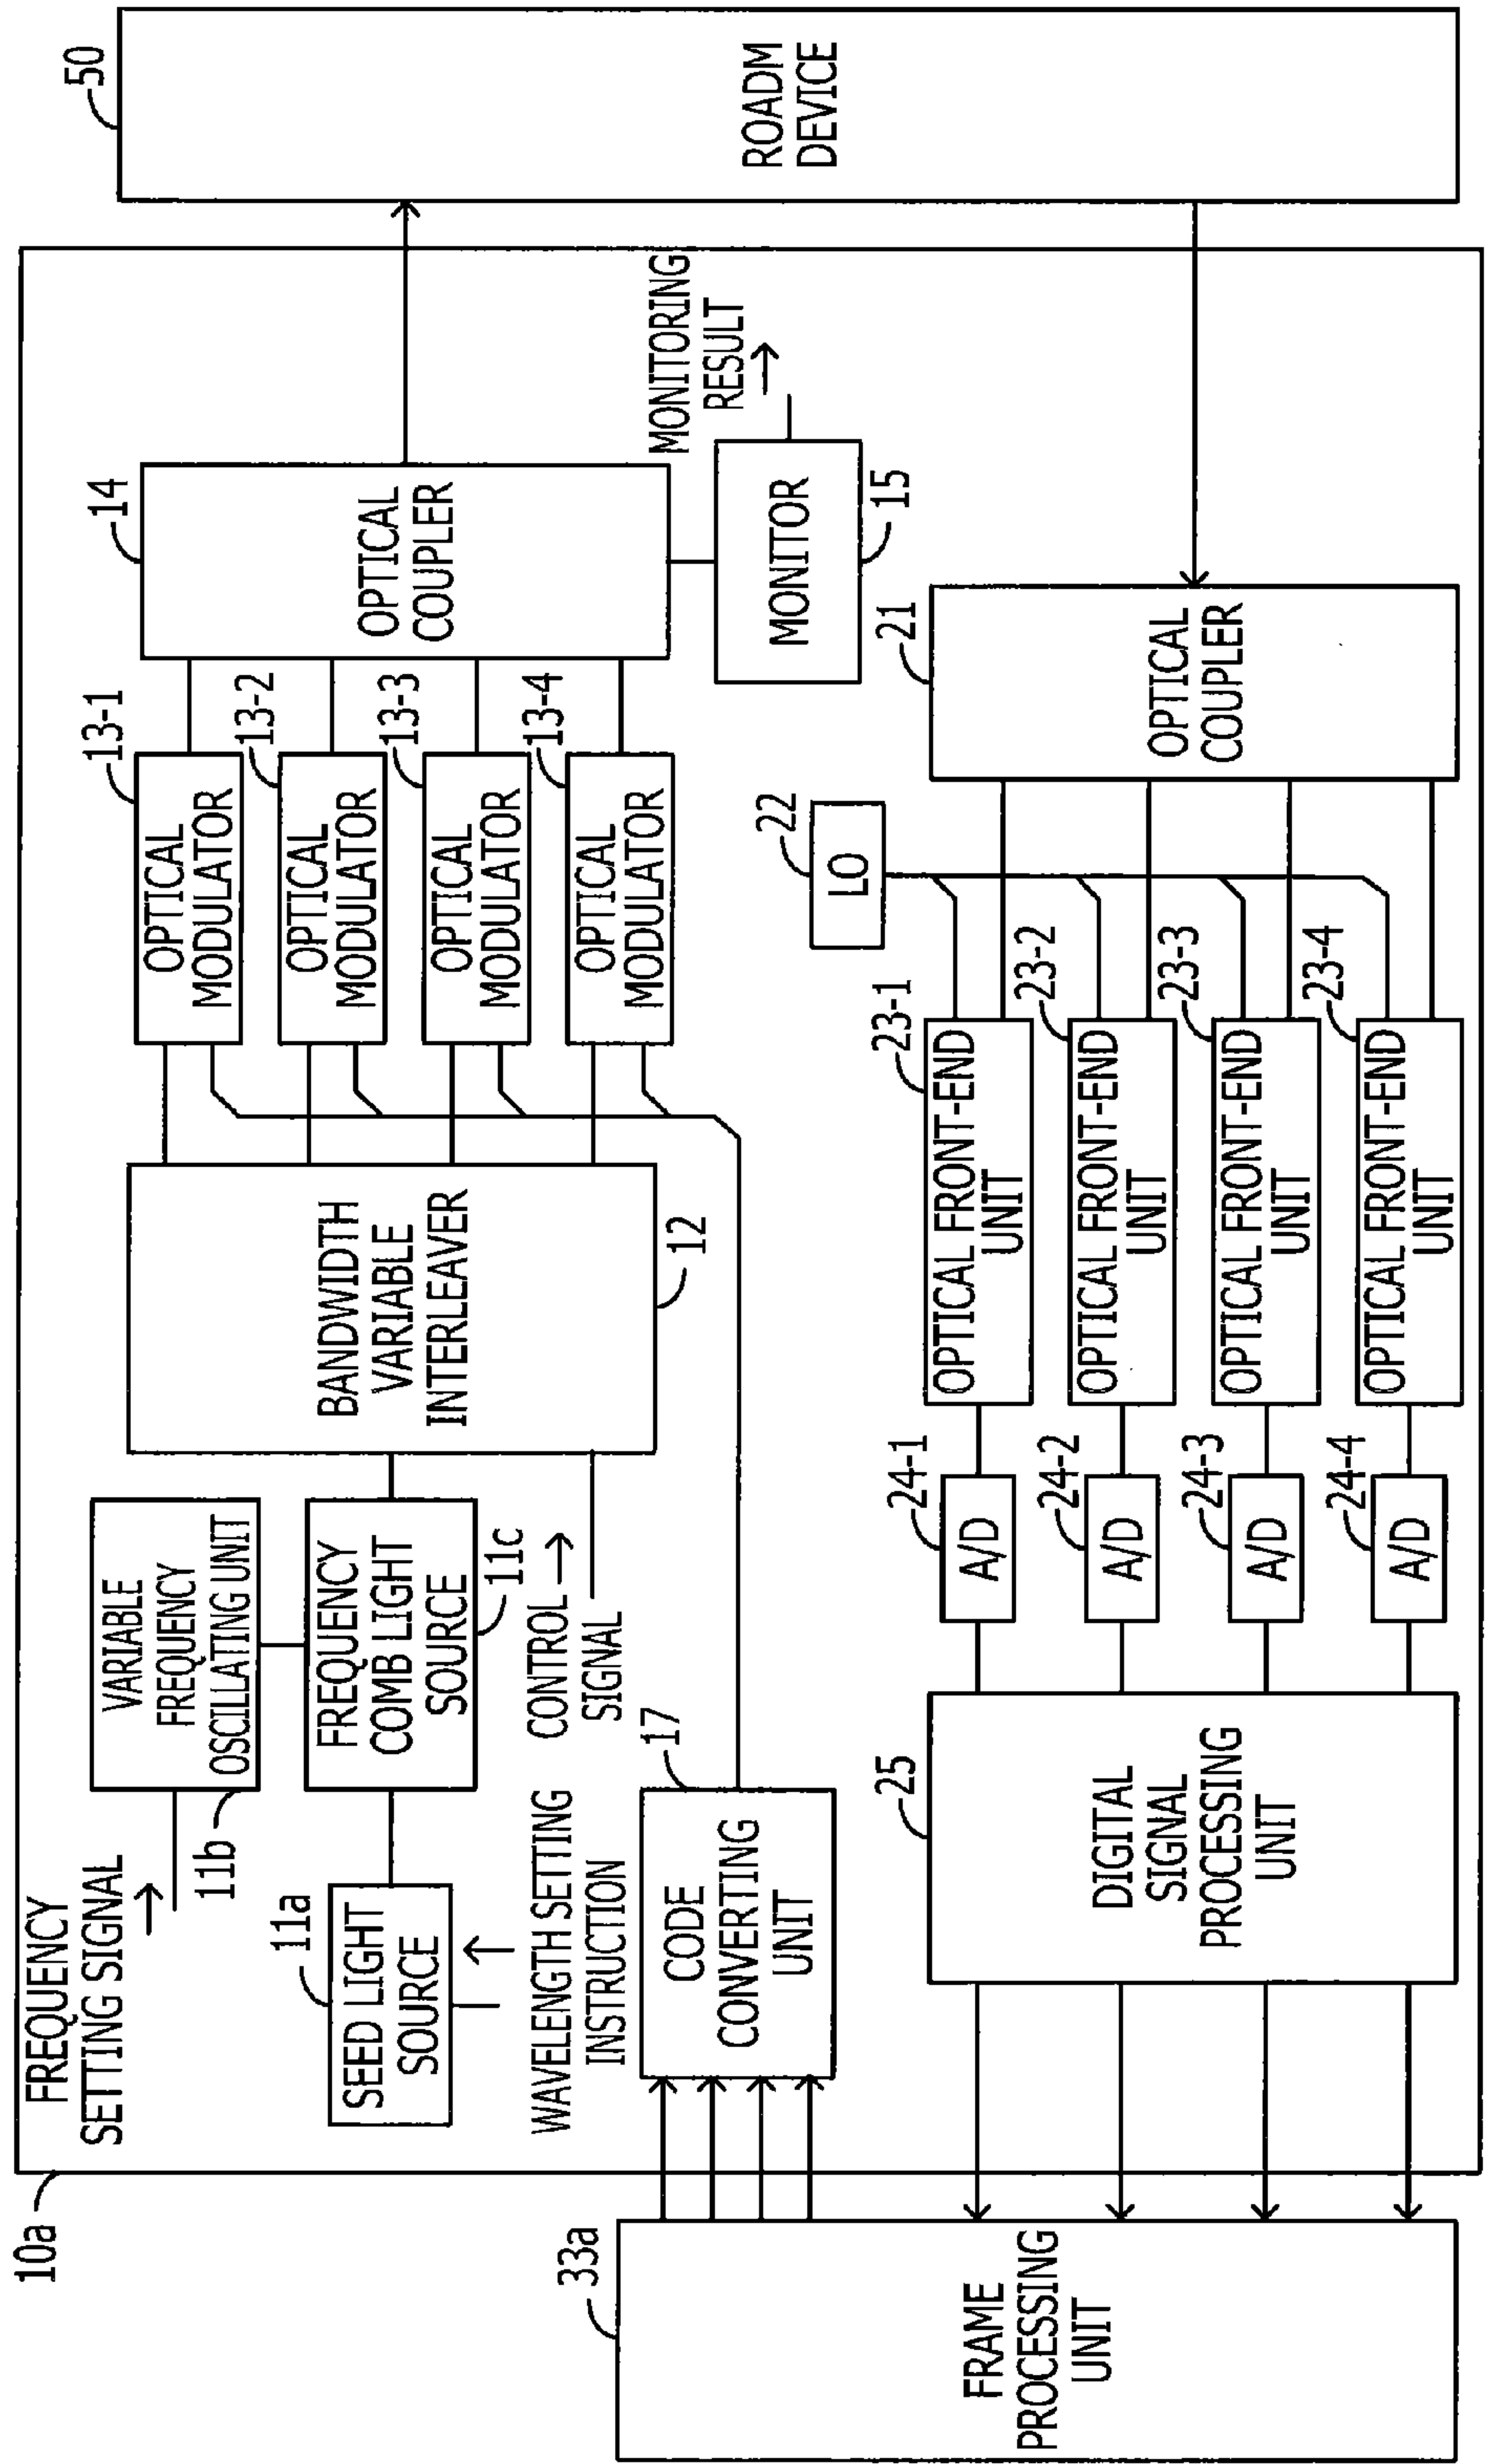 10a
FREQUENCY
SETTING SIGNAL
VARIABLE
FREQUENCY
OSCILLATING UNIT
11b
SEED LIGHT
SOURCE
11a
WAVELENGTH SETTING
INSTRUCTION
FREQUENCY
COMB LIGHT
SOURCE
11c
CONTROL
SIGNAL
BANDWIDTH
VARIABLE
INTERLEAVER
12
OPTICAL
MODULATOR
13-1
OPTICAL
MODULATOR
13-2
OPTICAL
MODULATOR
13-3
OPTICAL
MODULATOR
13-4
OPTICAL
COUPLER
14
MONITOR
15
MONITORING
RESULT
ROADM
DEVICE
50
FRAME
PROCESSING
UNIT
33a
CODE
CONVERTING
UNIT
17
DIGITAL
SIGNAL
PROCESSING
UNIT
25
A/D
24-1
A/D
24-2
A/D
24-3
A/D
24-4
OPTICAL FRONT-END
UNIT
23-1
OPTICAL FRONT-END
UNIT
23-2
OPTICAL FRONT-END
UNIT
23-3
OPTICAL FRONT-END
UNIT
23-4
LO
22
OPTICAL
COUPLER
21